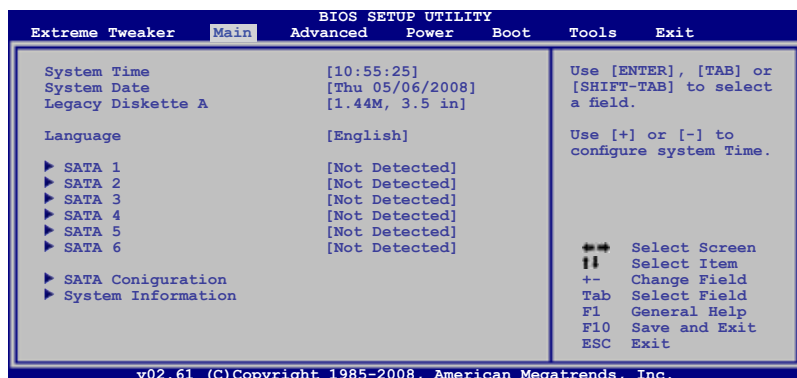 BIOS SETUP UTILITY
Extreme Tweaker Main Advanced Power Boot Tools Exit
System Time [10:55:25]
System Date [Thu 05/06/2008]
Legacy Diskette A [1.44M, 3.5 in]
Language [English]
SATA 1 [Not Detected]
SATA 2 [Not Detected]
SATA 3 [Not Detected]
SATA 4 [Not Detected]
SATA 5 [Not Detected]
SATA 6 [Not Detected]
SATA Coniguration
System Information
Use [ENTER], [TAB] or
[SHIFT-TAB] to select
a field.
Use [+] or [-] to
configure system Time.
Select Screen
Select Item
+- Change Field
Tab Select Field
F1 General Help
F10 Save and Exit
ESC Exit
v02.61 (C)Copyright 1985-2008, American Megatrends, Inc.